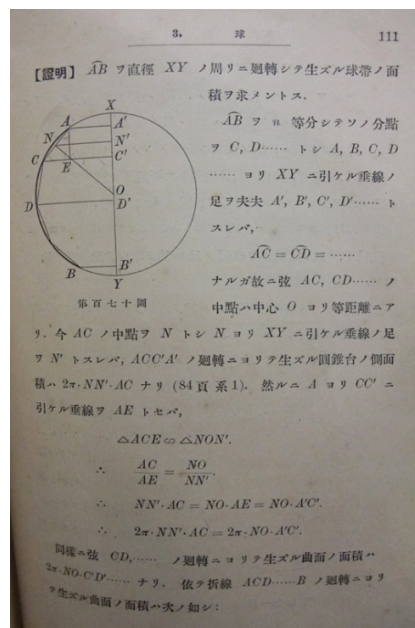 3. 球 111
【證明】 A͡B ヲ直徑 XY ノ周リニ廻轉シテ生ズル球帶ノ面
積ヲ求メントス.
A͡B ヲ n 等分シテソノ分點
ヲ C, D…… トシ A, B, C, D
…… ヨリ XY ニ引ケル垂線ノ
足ヲ夫夫 A′, B′, C′, D′…… ト
スレバ,
A͡C = C͡D = ……
ナルガ故ニ弦 AC, CD…… ノ
中點ハ中心 O ヨリ等距離ニア
X
A
A′
N
N′
C
C′
E
O
D
D′
B
B′
Y
第百七十圖
リ. 今 AC ノ中點ヲ N トシ N ヨリ XY ニ引ケル垂線ノ足
ヲ N′ トスレバ, ACC′A′ ノ廻轉ニヨリテ生ズル圓錐台ノ側面
積ハ 2π·NN′·AC ナリ (84頁系1). 然ルニ A ヨリ CC′ ニ
引ケル垂線ヲ AE トセバ,
△ACE∽△NON′.
∴ AC/AE = NO/NN′.
∴ NN′·AC = NO·AE = NO·A′C′.
∴ 2π·NN′·AC = 2π·NO·A′C′.
同樣ニ弦 CD,…… ノ廻轉ニヨリテ生ズル曲面ノ面積ハ
2π·NO·C′D′…… ナリ. 依テ折線 ACD……B ノ廻轉ニヨリ
テ生ズル曲面ノ面積ハ次ノ如シ: